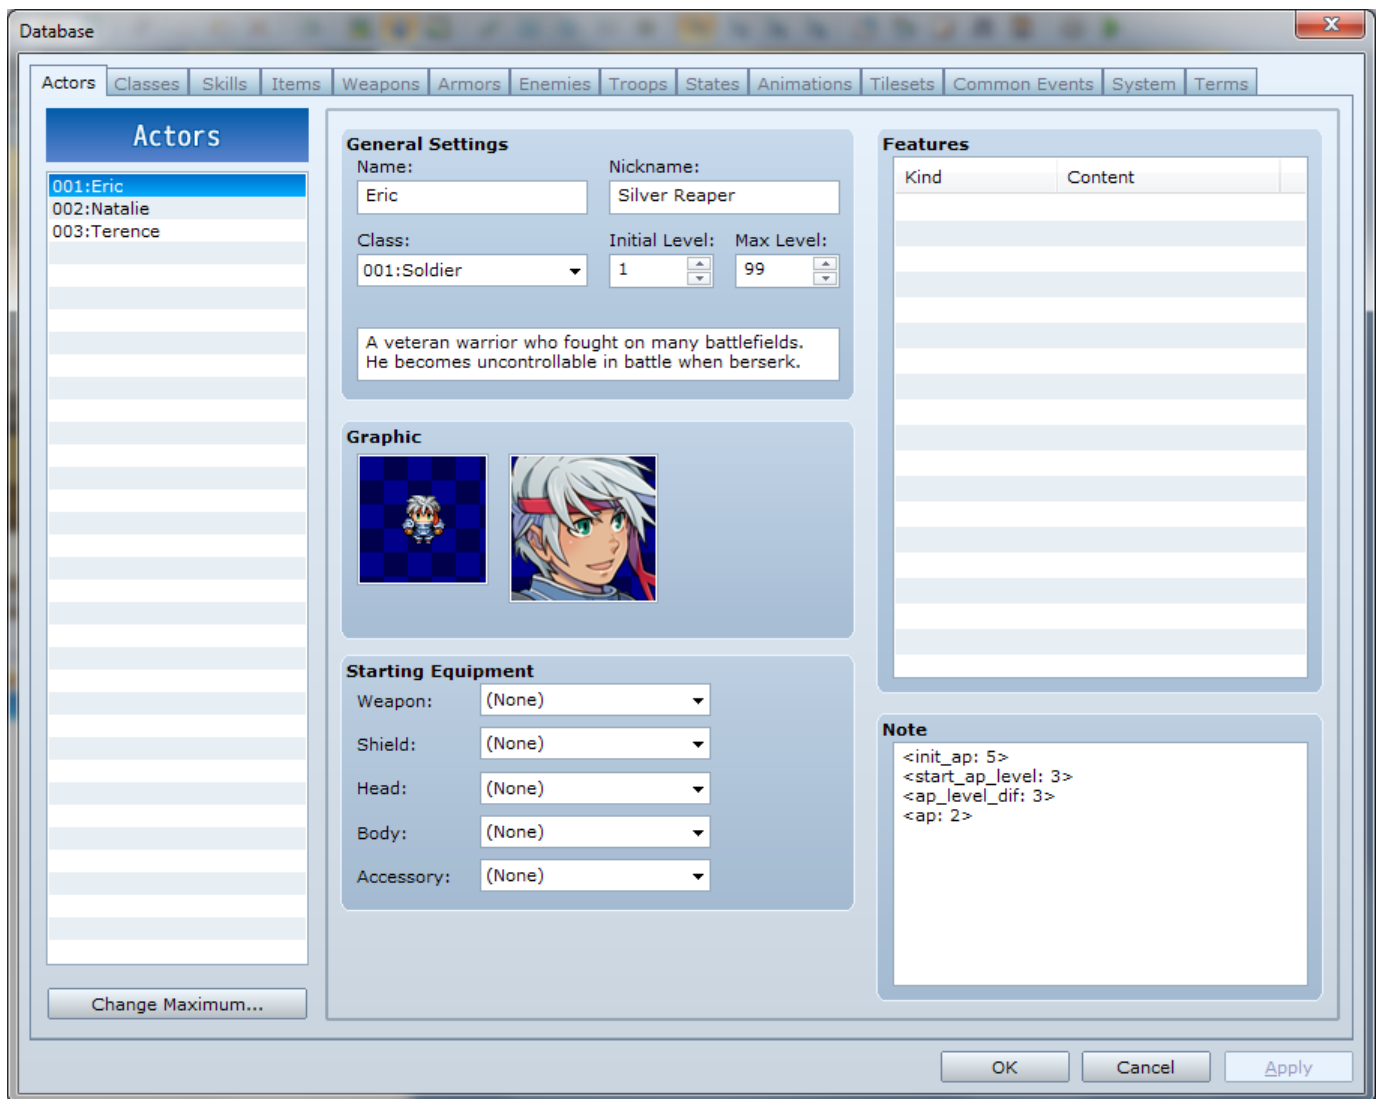 Database
Actors Classes Skills Items Weapons Armors Enemies Troops States Animations Tilesets Common Events System Terms
Actors
001:Eric
002:Natalie
003:Terence
Change Maximum...
General Settings
Name: Nickname:
Eric Silver Reaper
Class: Initial Level: Max Level:
001:Soldier 1 99
A veteran warrior who fought on many battlefields.
He becomes uncontrollable in battle when berserk.
Graphic
Starting Equipment
Weapon: (None)
Shield: (None)
Head: (None)
Body: (None)
Accessory: (None)
Features
Kind Content
Note
<init_ap: 5>
<start_ap_level: 3>
<ap_level_dif: 3>
<ap: 2>
OK Cancel Apply